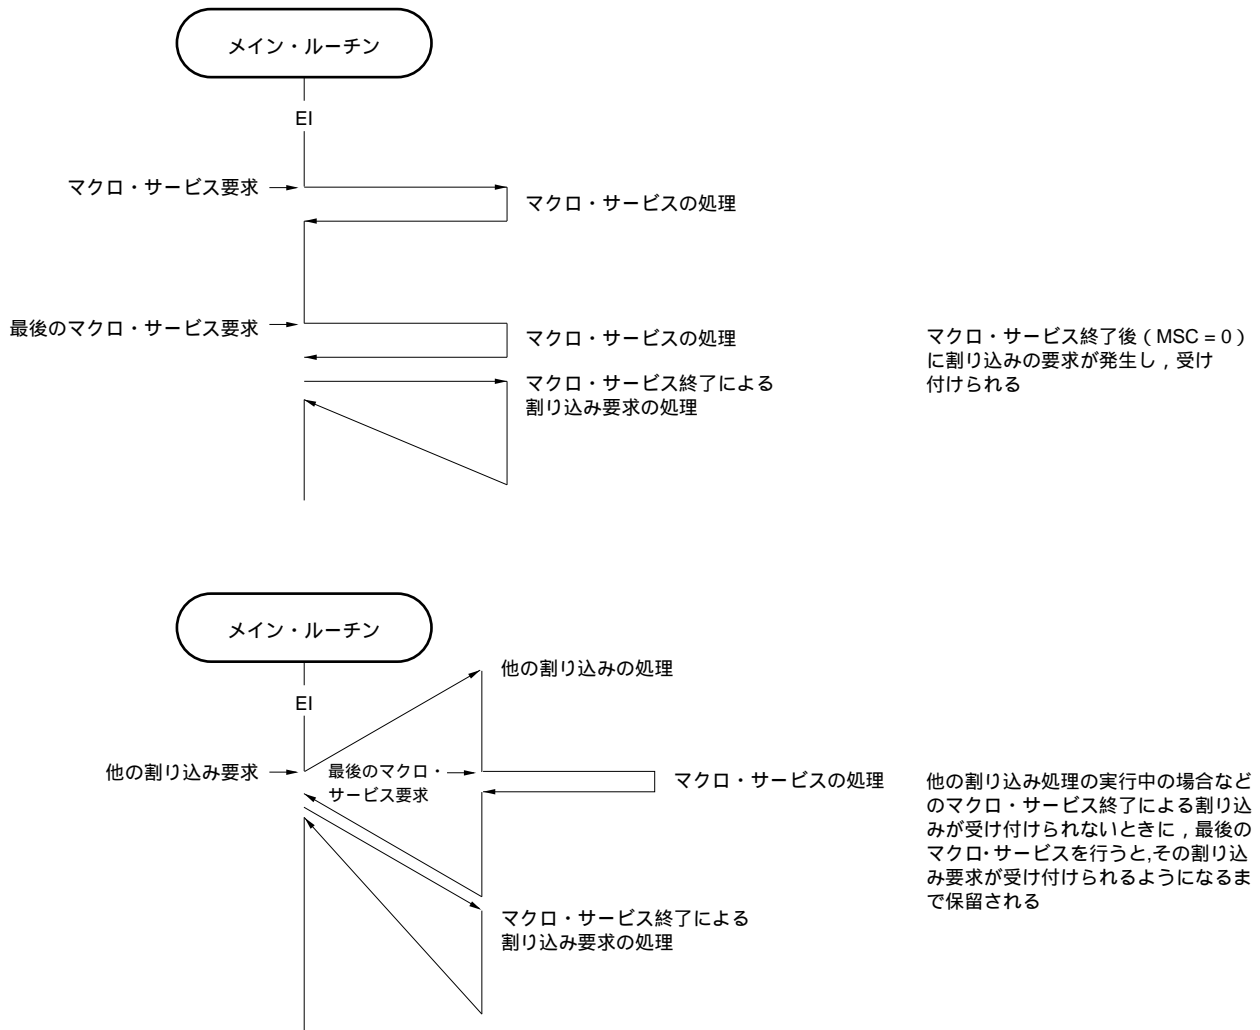 メイン・ルーチン
EI
マクロ・サービス要求
マクロ・サービスの処理
最後のマクロ・サービス要求
マクロ・サービスの処理
マクロ・サービス終了による
割り込み要求の処理
マクロ・サービス終了後（MSC = 0）
に割り込みの要求が発生し，受け
付けられる
メイン・ルーチン
EI
他の割り込みの処理
他の割り込み要求
最後のマクロ・
サービス要求
マクロ・サービスの処理
マクロ・サービス終了による
割り込み要求の処理
他の割り込み処理の実行中の場合など
のマクロ・サービス終了による割り込
みが受け付けられないときに，最後の
マクロ・サービスを行うと,その割り込
み要求が受け付けられるようになるま
で保留される